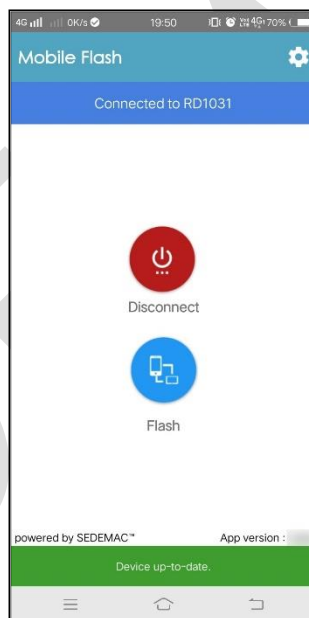 4G 0K/s 19:50 4G+ 70%
Mobile Flash
Connected to RD1031
Disconnect
Flash
powered by SEDEMAC™ App version :
Device up-to-date.